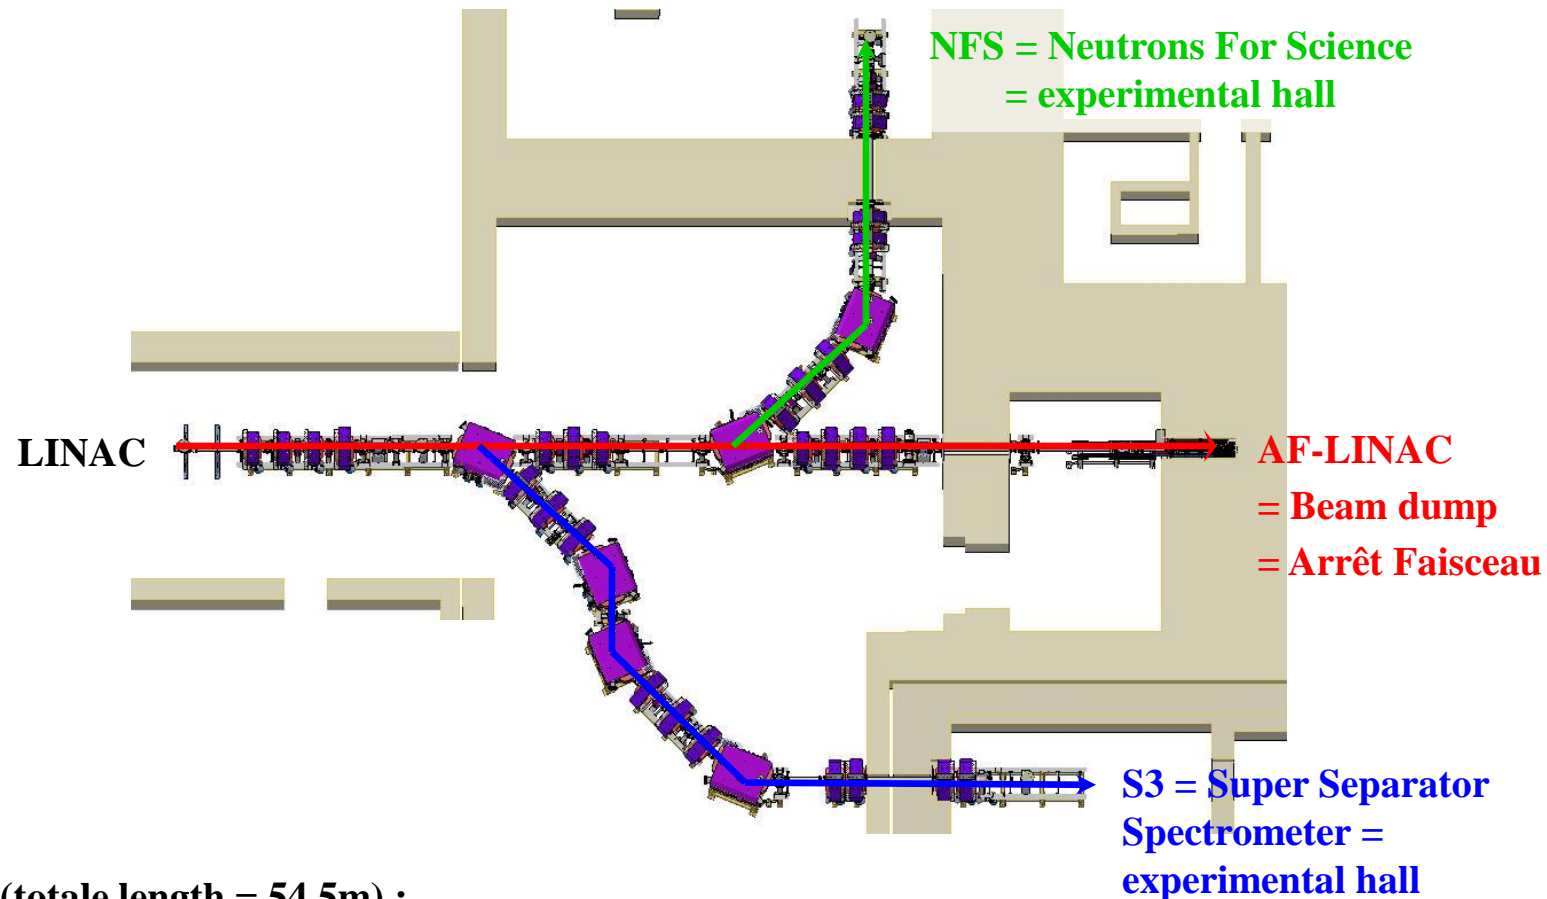 NFS = Neutrons For Science
= experimental hall
LINAC
AF-LINAC
= Beam dump
= Arrêt Faisceau
S3 = Super Separator
Spectrometer =
experimental hall
(totale length = 54.5m) :